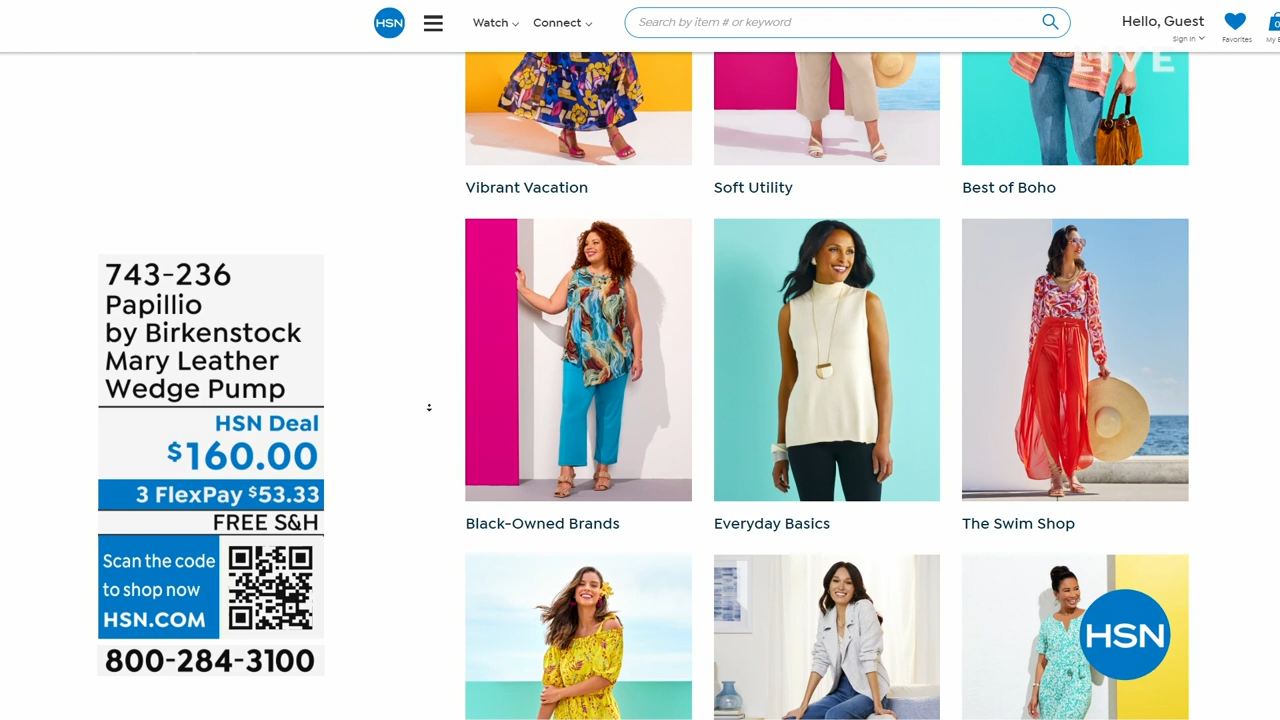 HSN
Watch
Connect
Search by item # or keyword
Hello, Guest
Sign In
Favorites
0
LIVE
Vibrant Vacation
Soft Utility
Best of Boho
743-236
Papillio
by Birkenstock
Mary Leather
Wedge Pump
HSN Deal
$160.00
3 FlexPay $53.33
FREE S&H
Scan the code
to shop now
HSN.COM
800-284-3100
Black-Owned Brands
Everyday Basics
The Swim Shop
HSN